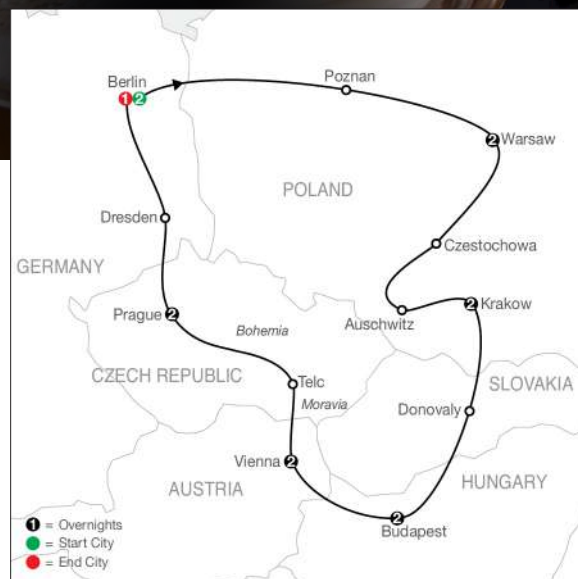 Berlin
1 2
Poznan
2 Warsaw
POLAND
Dresden
Czestochowa
GERMANY
Prague 2
Auschwitz
2 Krakow
Bohemia
CZECH REPUBLIC
Telc
SLOVAKIA
Moravia
Donovaly
Vienna 2
HUNGARY
AUSTRIA
2
Budapest
1 = Overnights
= Start City
= End City